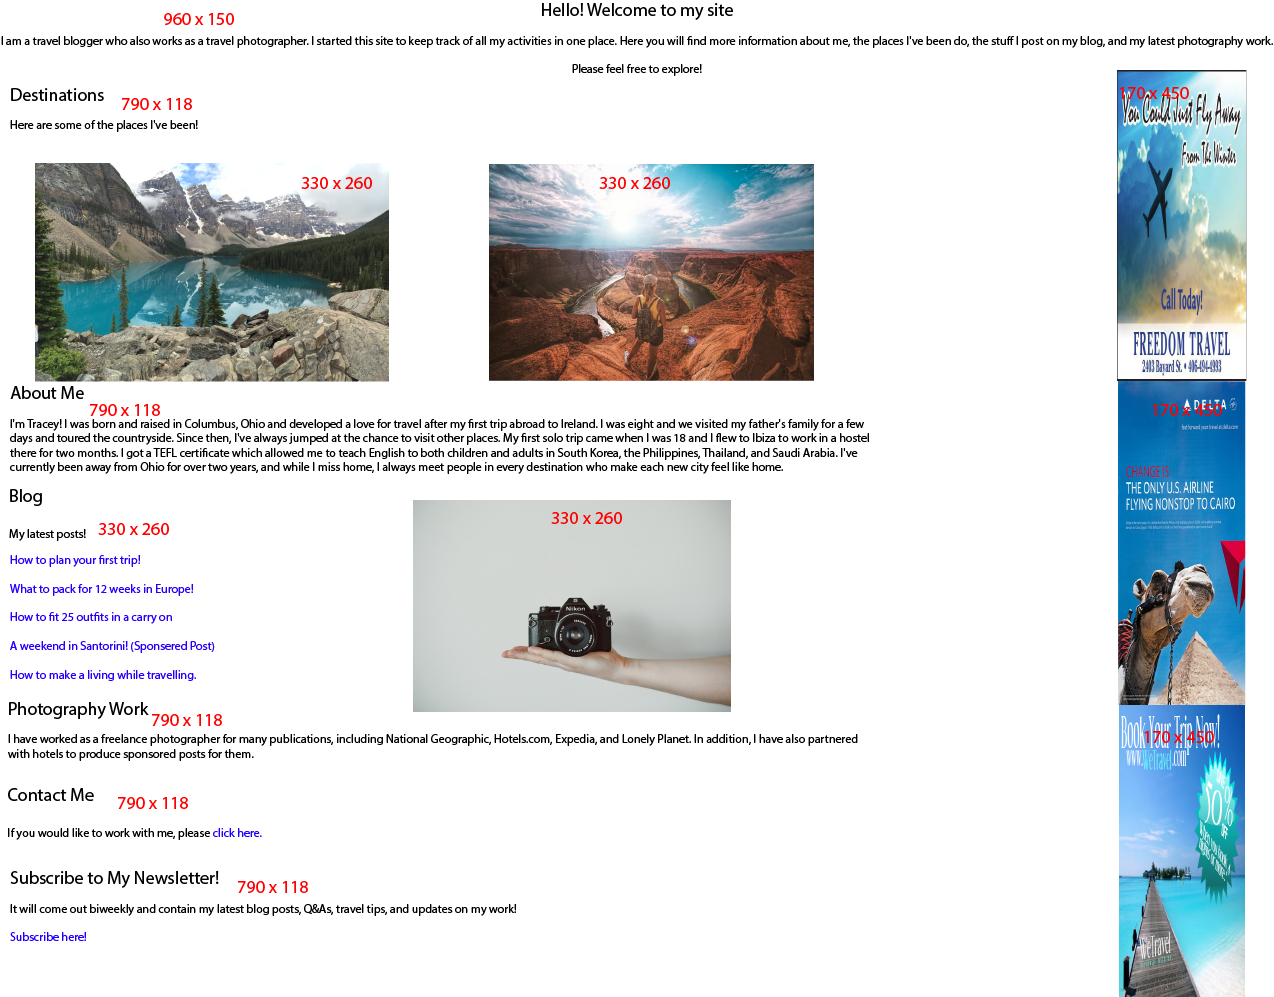 Hello! Welcome to my site
960 x 150
I am a travel blogger who also works as a travel photographer. I started this site to keep track of all my activities in one place. Here you will find more information about me, the places I've been do, the stuff I post on my blog, and my latest photography work.
Please feel free to explore!
Destinations
790 x 118
Here are some of the places I've been!
330 x 260
330 x 260
About Me
790 x 118
I'm Tracey! I was born and raised in Columbus, Ohio and developed a love for travel after my first trip abroad to Ireland. I was eight and we visited my father's family for a few
days and toured the countryside. Since then, I've always jumped at the chance to visit other places. My first solo trip came when I was 18 and I flew to Ibiza to work in a hostel
there for two months. I got a TEFL certificate which allowed me to teach English to both children and adults in South Korea, the Philippines, Thailand, and Saudi Arabia. I've
currently been away from Ohio for over two years, and while I miss home, I always meet people in every destination who make each new city feel like home.
Blog
My latest posts!
330 x 260
How to plan your first trip!
What to pack for 12 weeks in Europe!
How to fit 25 outfits in a carry on
A weekend in Santorini! (Sponsered Post)
How to make a living while travelling.
330 x 260
Nikon
Photography Work
790 x 118
I have worked as a freelance photographer for many publications, including National Geographic, Hotels.com, Expedia, and Lonely Planet. In addition, I have also partnered
with hotels to produce sponsored posts for them.
Contact Me
790 x 118
If you would like to work with me, please click here.
Subscribe to My Newsletter!
790 x 118
It will come out biweekly and contain my latest blog posts, Q&As, travel tips, and updates on my work!
Subscribe here!
170 x 450
You Could Just Fly Away
From The Winter
Call Today!
FREEDOM TRAVEL
2403 Bayard St. • 406-494-4993
170 x 450
DELTA
CHANGE IS
THE ONLY U.S. AIRLINE
FLYING NONSTOP TO CAIRO
Book Your Trip Now!
170 x 450
www.WeTravel.com
50%
OFF
WeTravel